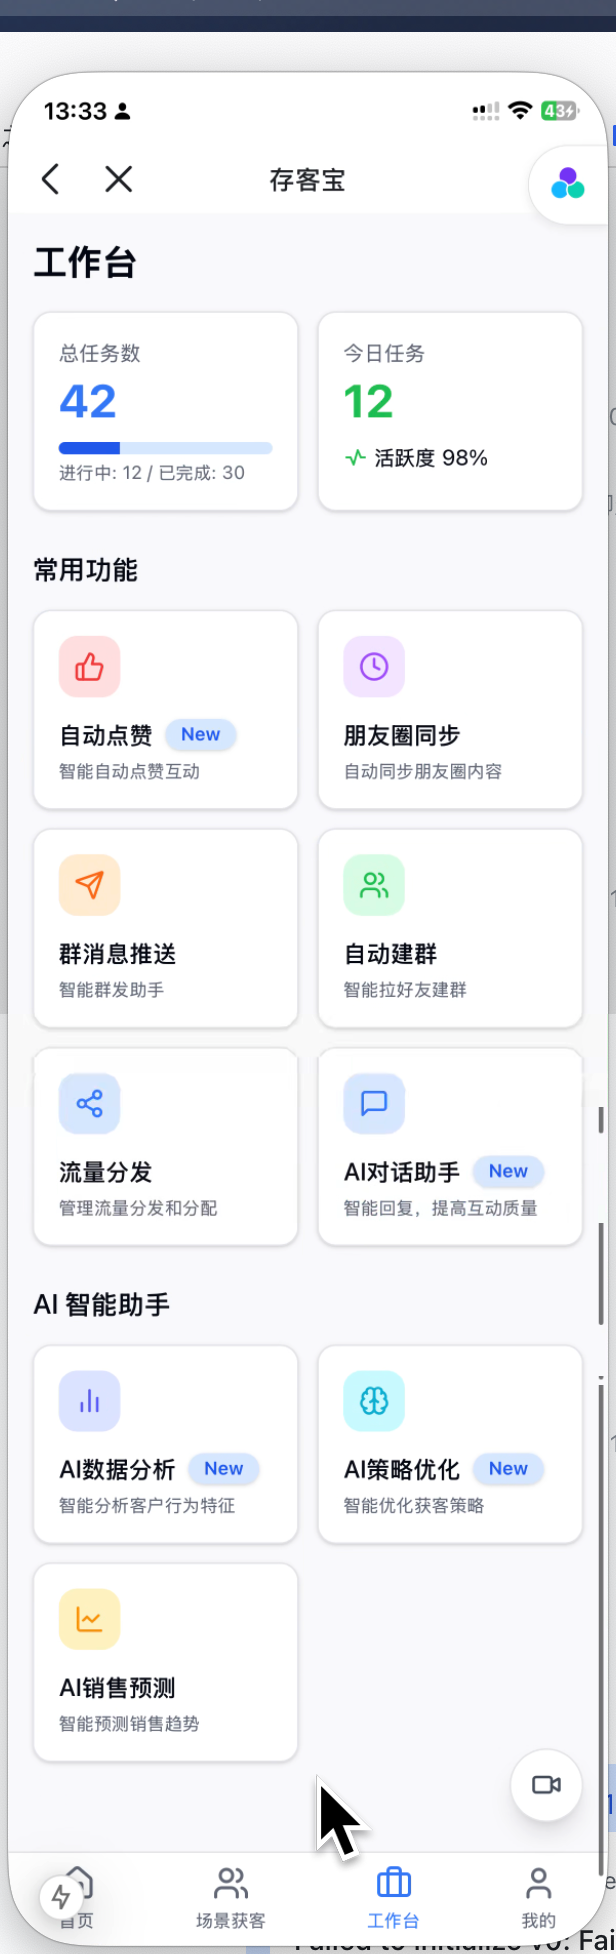 13:33
43
存客宝
工作台
总任务数
42
进行中: 12 / 已完成: 30
今日任务
12
活跃度 98%
常用功能
自动点赞 New
智能自动点赞互动
朋友圈同步
自动同步朋友圈内容
群消息推送
智能群发助手
自动建群
智能拉好友建群
流量分发
管理流量分发和分配
AI对话助手 New
智能回复，提高互动质量
AI 智能助手
AI数据分析 New
智能分析客户行为特征
AI策略优化 New
智能优化获客策略
AI销售预测
智能预测销售趋势
首页
场景获客
工作台
我的